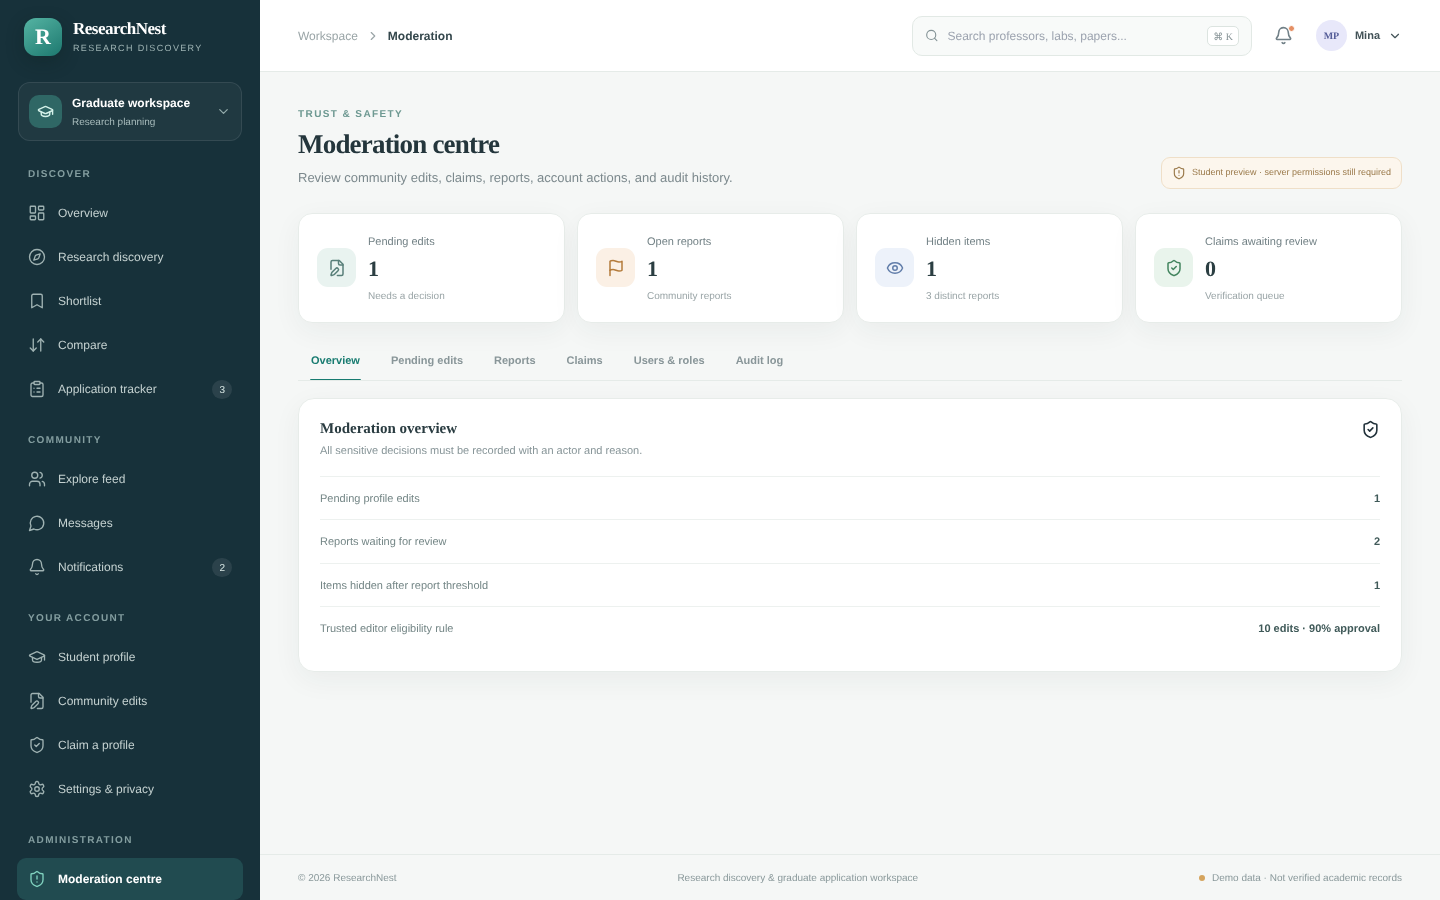 R
ResearchNest
RESEARCH DISCOVERY
Graduate workspace
Research planning
DISCOVER
Overview
Research discovery
Shortlist
Compare
Application tracker
3
COMMUNITY
Explore feed
Messages
Notifications
2
YOUR ACCOUNT
Student profile
Community edits
Claim a profile
Settings & privacy
ADMINISTRATION
Moderation centre
Workspace
Moderation
Search professors, labs, papers...
⌘ K
MP
Mina
TRUST & SAFETY
Moderation centre
Review community edits, claims, reports, account actions, and audit history.
Student preview · server permissions still required
Pending edits
1
Needs a decision
Open reports
1
Community reports
Hidden items
1
3 distinct reports
Claims awaiting review
0
Verification queue
Overview
Pending edits
Reports
Claims
Users & roles
Audit log
Moderation overview
All sensitive decisions must be recorded with an actor and reason.
Pending profile edits
1
Reports waiting for review
2
Items hidden after report threshold
1
Trusted editor eligibility rule
10 edits · 90% approval
© 2026 ResearchNest
Research discovery & graduate application workspace
Demo data · Not verified academic records